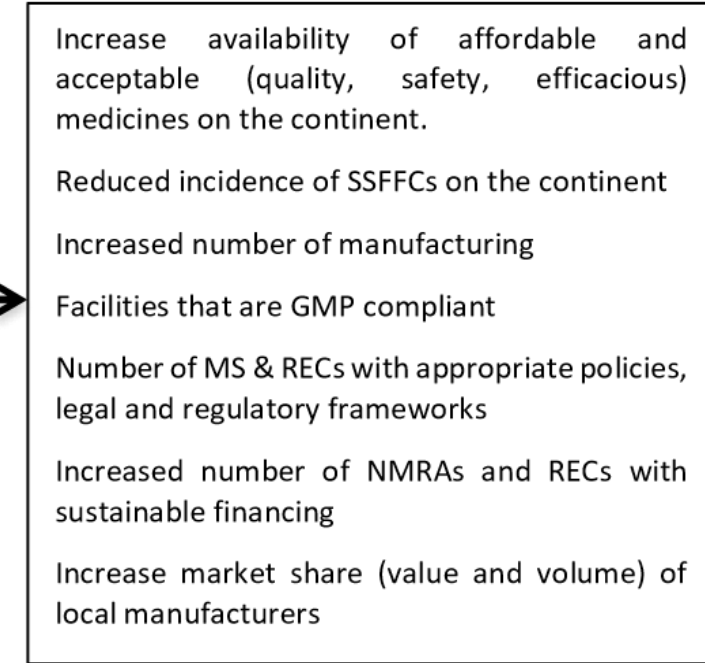 Increase availability of affordable and
acceptable (quality, safety, efficacious)
medicines on the continent.
Reduced incidence of SSFFCs on the continent
Increased number of manufacturing
Facilities that are GMP compliant
Number of MS & RECs with appropriate policies,
legal and regulatory frameworks
Increased number of NMRAs and RECs with
sustainable financing
Increase market share (value and volume) of
local manufacturers